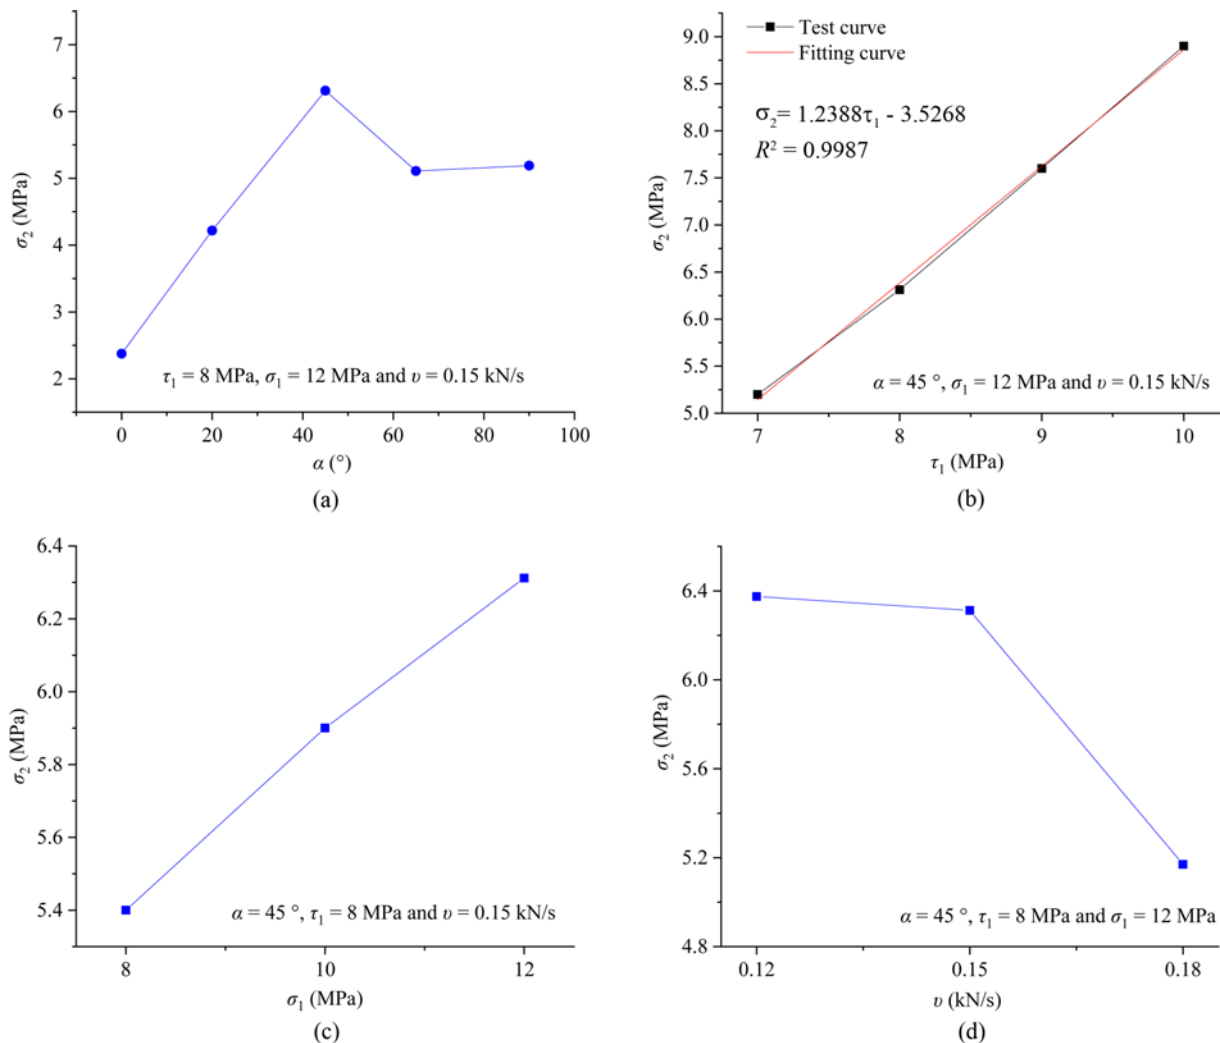 7
6
5
4
3
2
σ₂ (MPa)
τ₁ = 8 MPa, σ₁ = 12 MPa and υ = 0.15 kN/s
0 20 40 60 80 100
α (°)
(a)
Test curve
Fitting curve
σ₂= 1.2388τ₁ - 3.5268
R² = 0.9987
9.0
8.5
8.0
7.5
7.0
6.5
6.0
5.5
5.0
σ₂ (MPa)
α = 45 °, σ₁ = 12 MPa and υ = 0.15 kN/s
7 8 9 10
τ₁ (MPa)
(b)
6.4
6.2
6.0
5.8
5.6
5.4
σ₂ (MPa)
α = 45 °, τ₁ = 8 MPa and υ = 0.15 kN/s
8 10 12
σ₁ (MPa)
(c)
6.4
6.0
5.6
5.2
4.8
σ₂ (MPa)
α = 45 °, τ₁ = 8 MPa and σ₁ = 12 MPa
0.12 0.15 0.18
υ (kN/s)
(d)